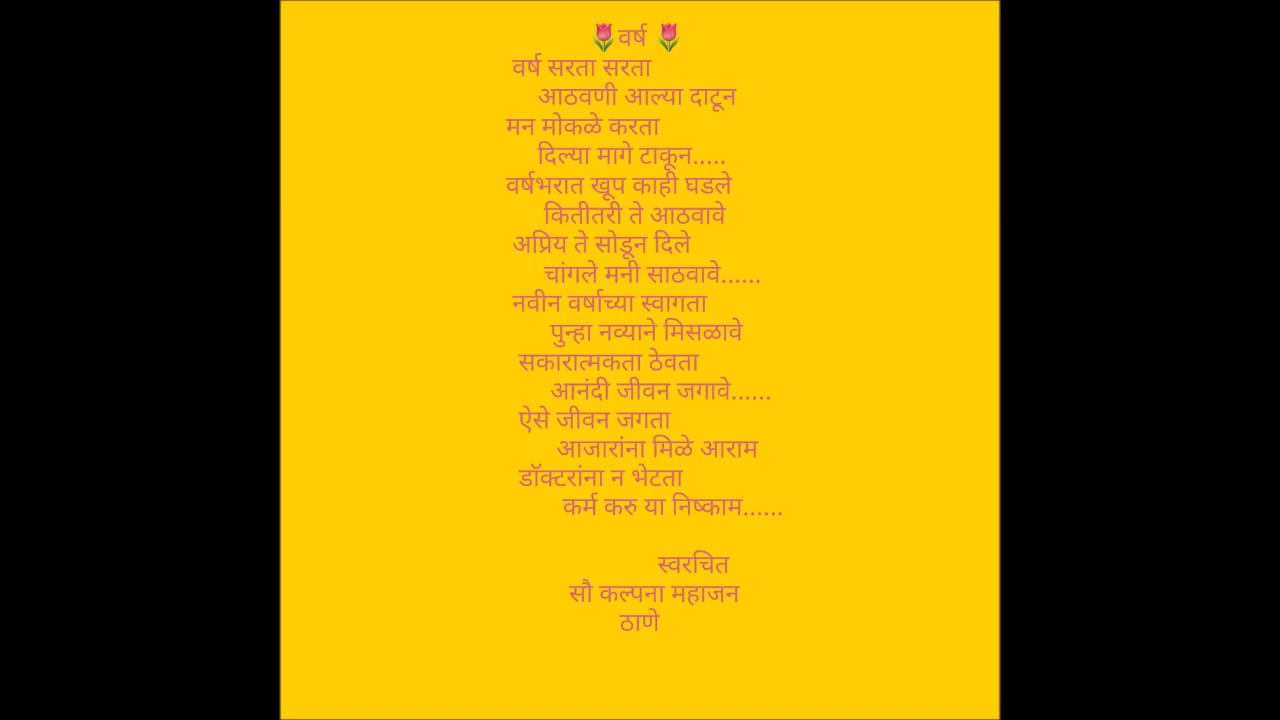 🌷वर्ष 🌷
वर्ष सरता सरता
आठवणी आल्या दाटून
मन मोकळे करता
दिल्या मागे टाकून.....
वर्षभरात खूप काही घडले
कितीतरी ते आठवावे
अप्रिय ते सोडून दिले
चांगले मनी साठवावे......
नवीन वर्षाच्या स्वागता
पुन्हा नव्याने मिसळावे
सकारात्मकता ठेवता
आनंदी जीवन जगावे......
ऐसे जीवन जगता
आजारांना मिळे आराम
डॉक्टरांना न भेटता
कर्म करु या निष्काम......
स्वरचित
सौ कल्पना महाजन
ठाणे